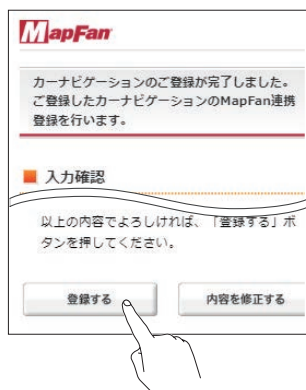 MapFan
カーナビゲーションのご登録が完了しました。
ご登録したカーナビゲーションのMapFan連携
登録を行います。
入力確認
以上の内容でよろしければ、「登録する」ボ
タンを押してください。
登録する
内容を修正する